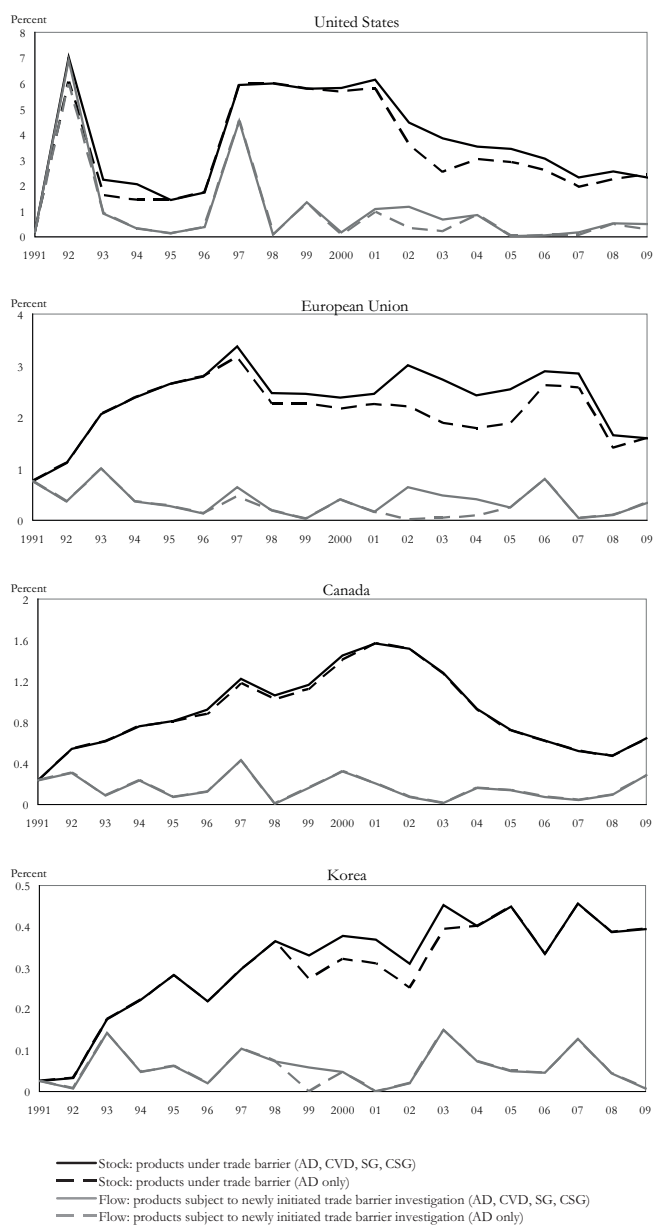 Percent
United States
8
7
6
5
4
3
2
1
0
1991 92 93 94 95 96 97 98 99 2000 01 02 03 04 05 06 07 08 09
Percent
European Union
4
3
2
1
0
1991 92 93 94 95 96 97 98 99 2000 01 02 03 04 05 06 07 08 09
Percent
Canada
2
1.6
1.2
0.8
0.4
0
1991 92 93 94 95 96 97 98 99 2000 01 02 03 04 05 06 07 08 09
Percent
Korea
0.5
0.4
0.3
0.2
0.1
0
1991 92 93 94 95 96 97 98 99 2000 01 02 03 04 05 06 07 08 09
Stock: products under trade barrier (AD, CVD, SG, CSG)
Stock: products under trade barrier (AD only)
Flow: products subject to newly initiated trade barrier investigation (AD, CVD, SG, CSG)
Flow: products subject to newly initiated trade barrier investigation (AD only)